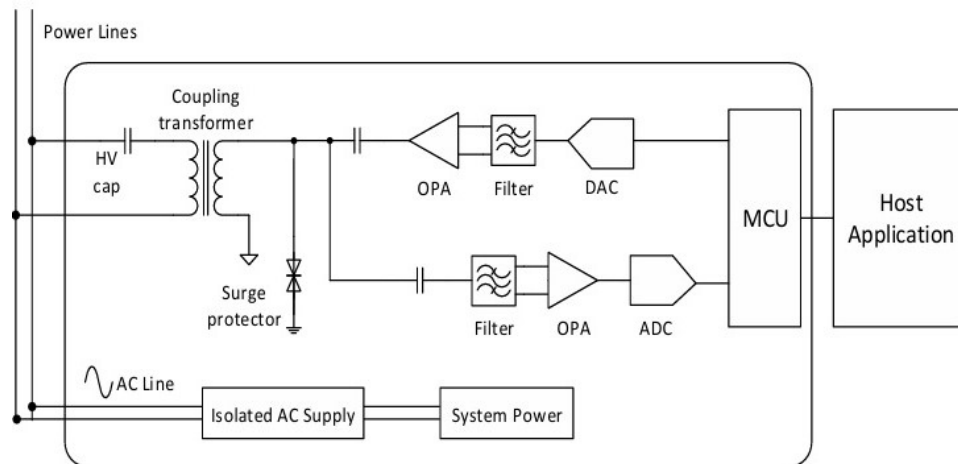 Power Lines
Coupling
transformer
HV
cap
OPA
Filter
DAC
MCU
Host
Application
Surge
protector
Filter
OPA
ADC
AC Line
Isolated AC Supply
System Power